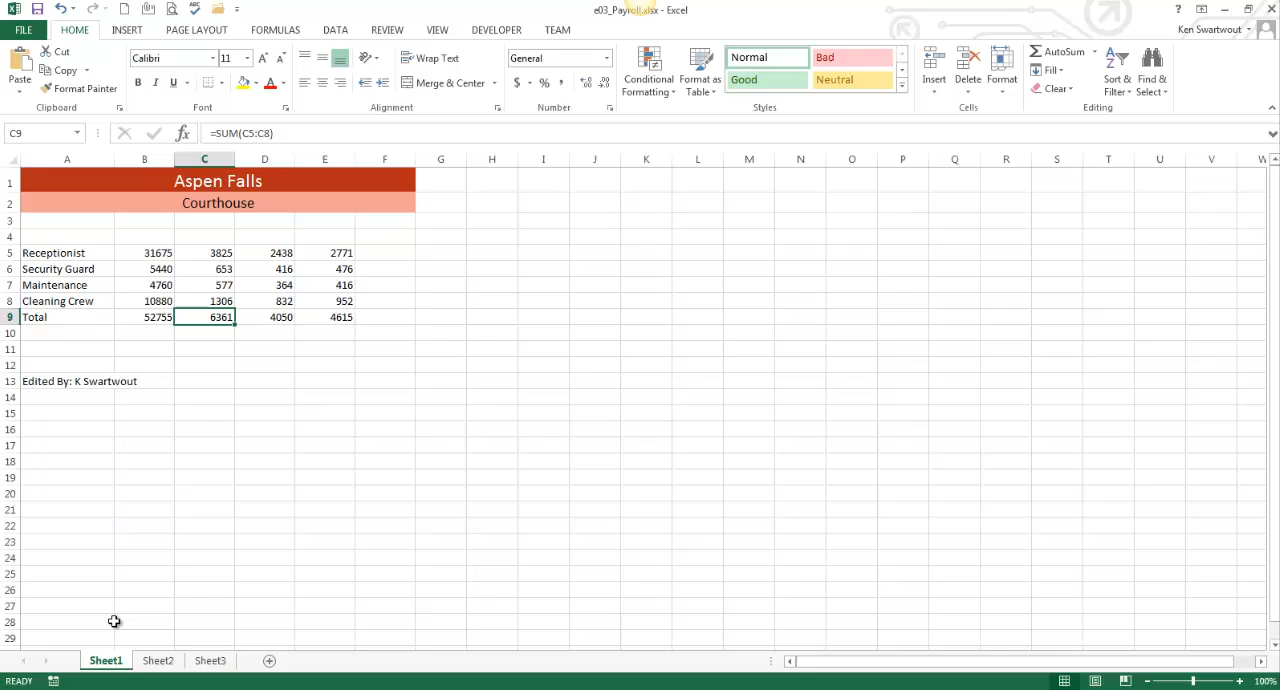 e03_Payroll.xlsx - Excel
FILE HOME INSERT PAGE LAYOUT FORMULAS DATA REVIEW VIEW DEVELOPER TEAM Ken Swartwout
Paste
Cut
Copy
Format Painter
Clipboard
Calibri 11
B I U
Font
Wrap Text
Merge & Center
Alignment
General
$ % ,
Number
Conditional Formatting
Format as Table
Normal Bad
Good Neutral
Styles
Insert Delete Format
Cells
AutoSum
Fill
Clear
Sort & Filter
Find & Select
Editing
C9 fx =SUM(C5:C8)
A B C D E F G H I J K L M N O P Q R S T U V W
1 Aspen Falls
2 Courthouse
3
4
5 Receptionist 31675 3825 2438 2771
6 Security Guard 5440 653 416 476
7 Maintenance 4760 577 364 416
8 Cleaning Crew 10880 1306 832 952
9 Total 52755 6361 4050 4615
10
11
12
13 Edited By: K Swartwout
14
15
16
17
18
19
20
21
22
23
24
25
26
27
28
29
Sheet1 Sheet2 Sheet3
READY 100%